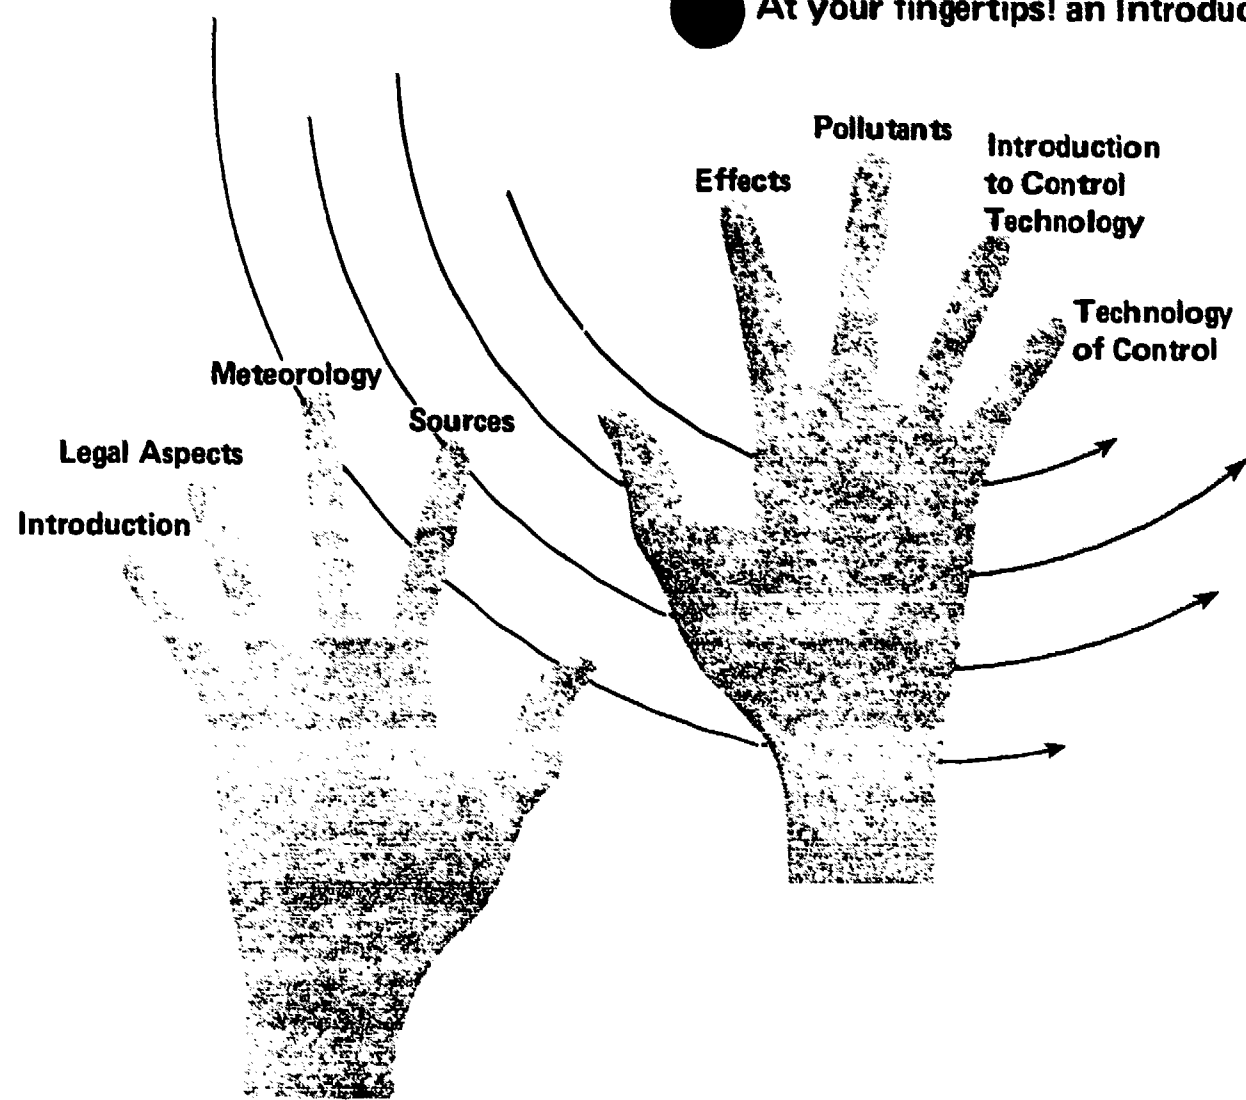 At your fingertips! an Introduc
Pollutants
Introduction
to Control
Technology
Effects
Technology
of Control
Meteorology
Sources
Legal Aspects
Introduction